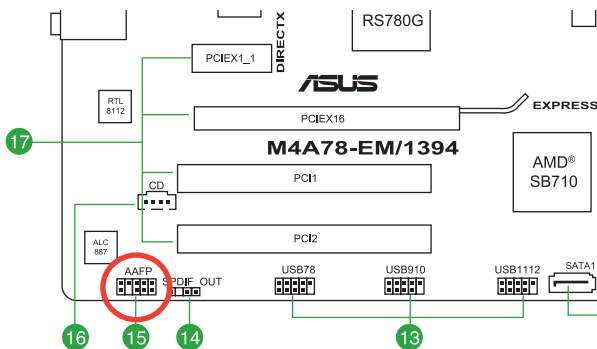 RS780G
DIRECTX
PCIEX1_1
ASUS
RTL
8112
PCIEX16
EXPRESS
17
M4A78-EM/1394
AMD®
SB710
PCI1
CD
16
ALC
887
PCI2
AAFP
SPDIF_OUT
USB78
USB910
USB1112
SATA1
15
14
13